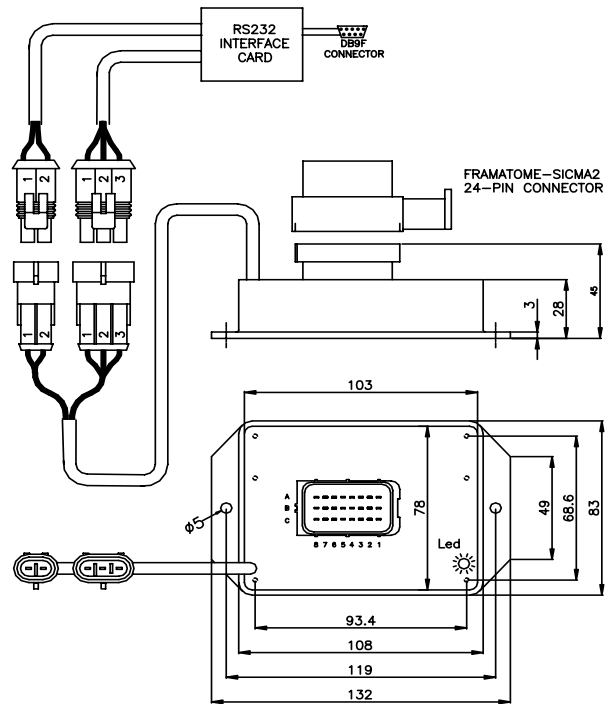 RS232
INTERFACE
CARD
DB9F
CONNECTOR
1 2
1 2 3
FRAMATOME-SICMA2
24-PIN CONNECTOR
1 2
1 2 3
3
28
45
103
A
B
C
8 7 6 5 4 3 2 1
78
Led
ø5
49
68.6
83
93.4
108
119
132